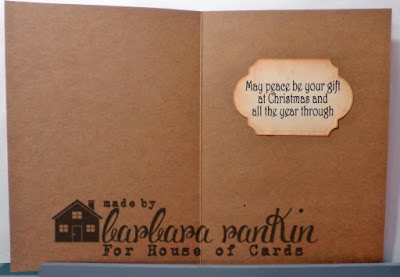 May peace be your gift
at Christmas and
all the year through
made by
barbara rankin
For House of Cards